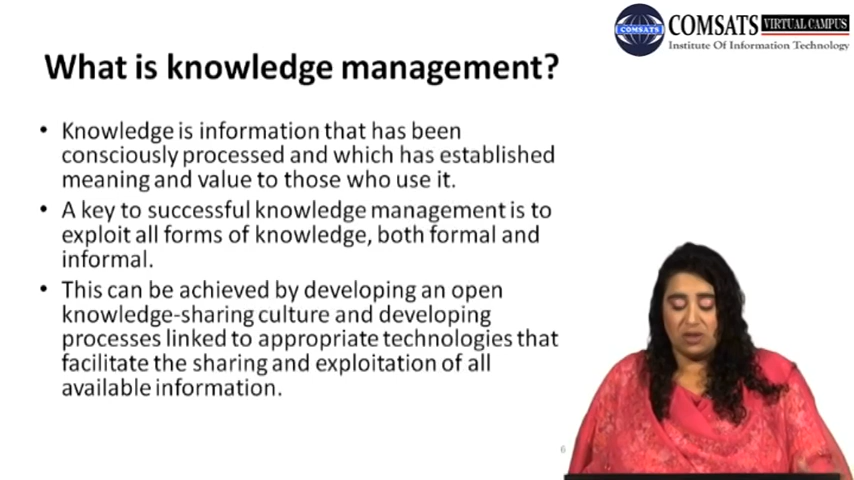 COMSATS
COMSATS VIRTUAL CAMPUS
Institute Of Information Technology
What is knowledge management?
• Knowledge is information that has been
consciously processed and which has established
meaning and value to those who use it.
• A key to successful knowledge management is to
exploit all forms of knowledge, both formal and
informal.
• This can be achieved by developing an open
knowledge-sharing culture and developing
processes linked to appropriate technologies that
facilitate the sharing and exploitation of all
available information.
6